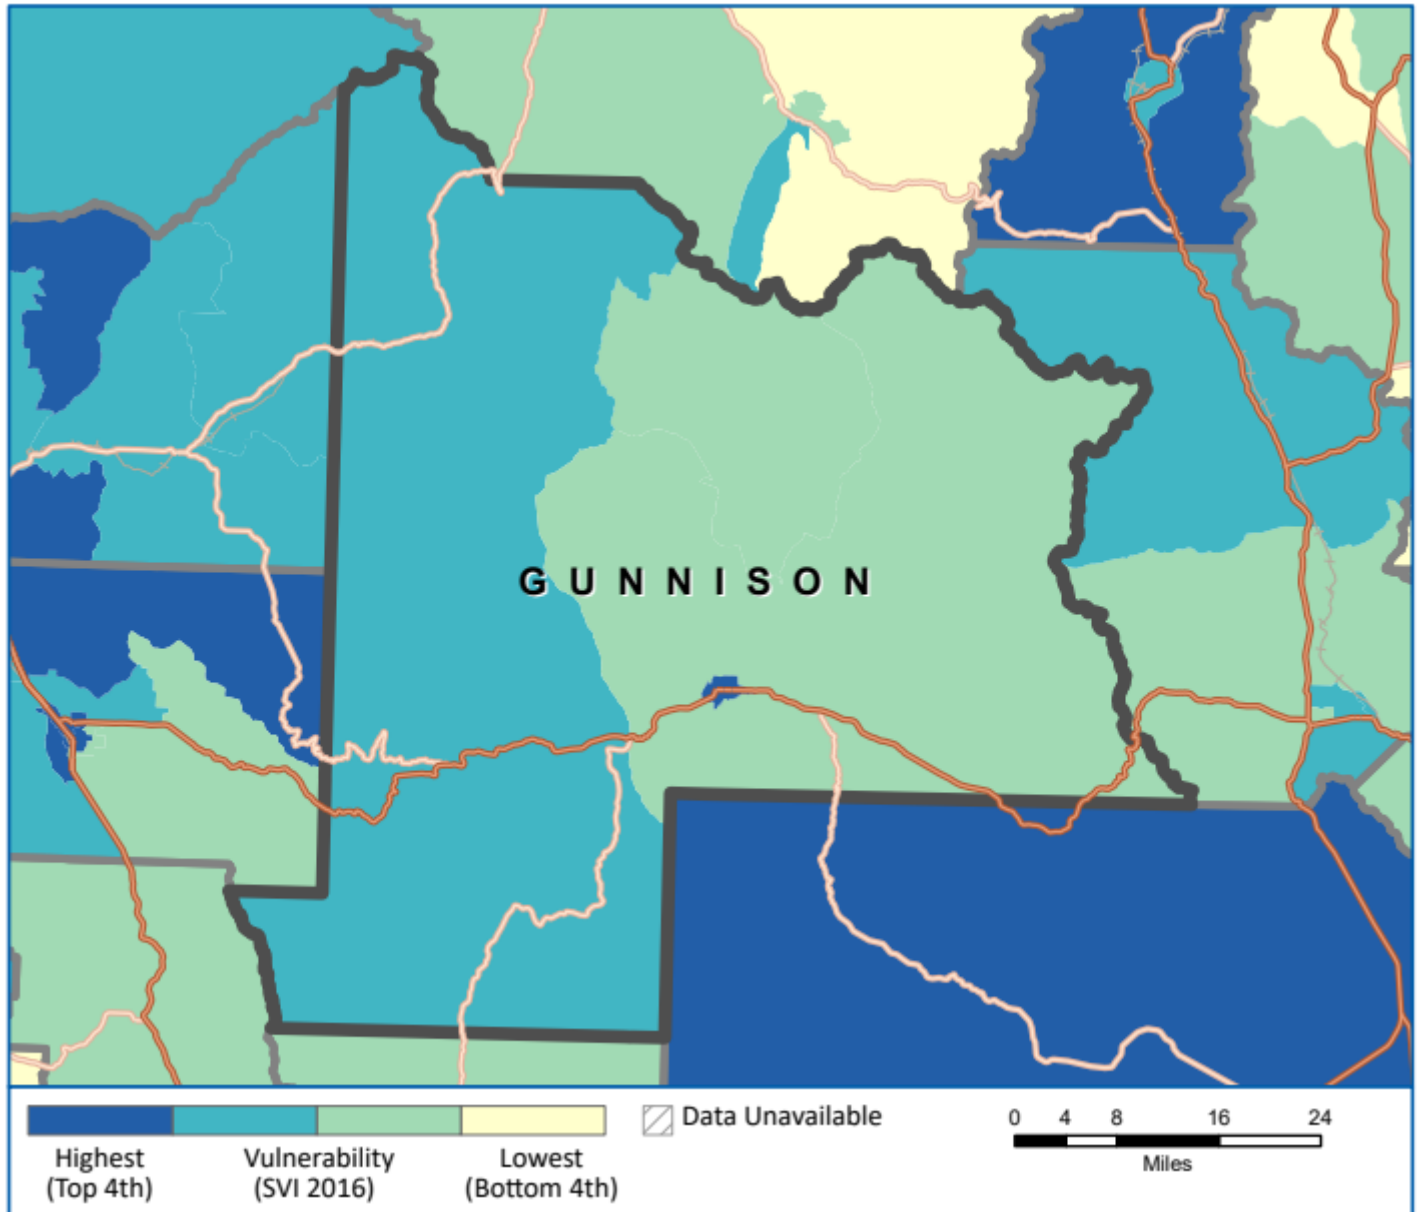 GUNNISON
Data Unavailable
0 4 8 16 24
Miles
Highest Vulnerability Lowest
(Top 4th) (SVI 2016) (Bottom 4th)